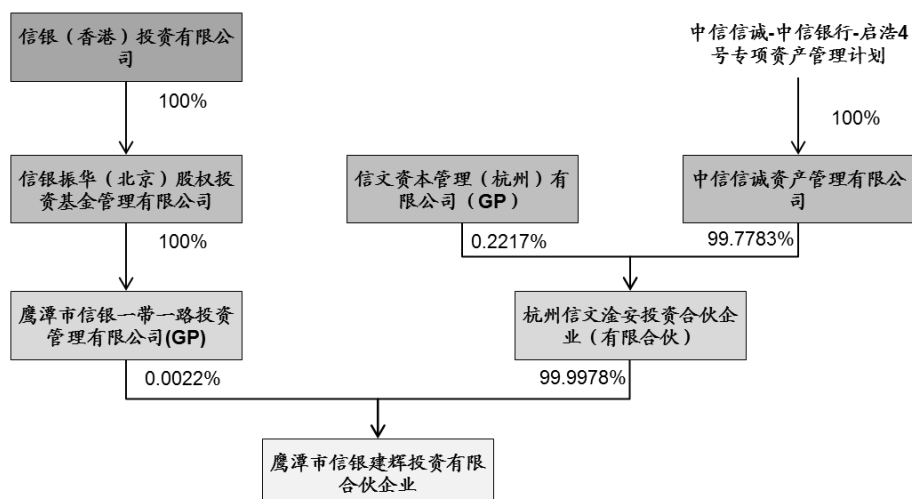 信银（香港）投资有限公
司
中信信诚-中信银行-启浩4
号专项资产管理计划
100%
100%
信银振华（北京）股权投
资基金管理有限公司
信文资本管理（杭州）有
限公司（GP）
中信信诚资产管理有限公
司
100%
0.2217%
99.7783%
鹰潭市信银一带一路投资
管理有限公司(GP)
杭州信文淦安投资合伙企
业（有限合伙）
0.0022%
99.9978%
鹰潭市信银建辉投资有限
合伙企业